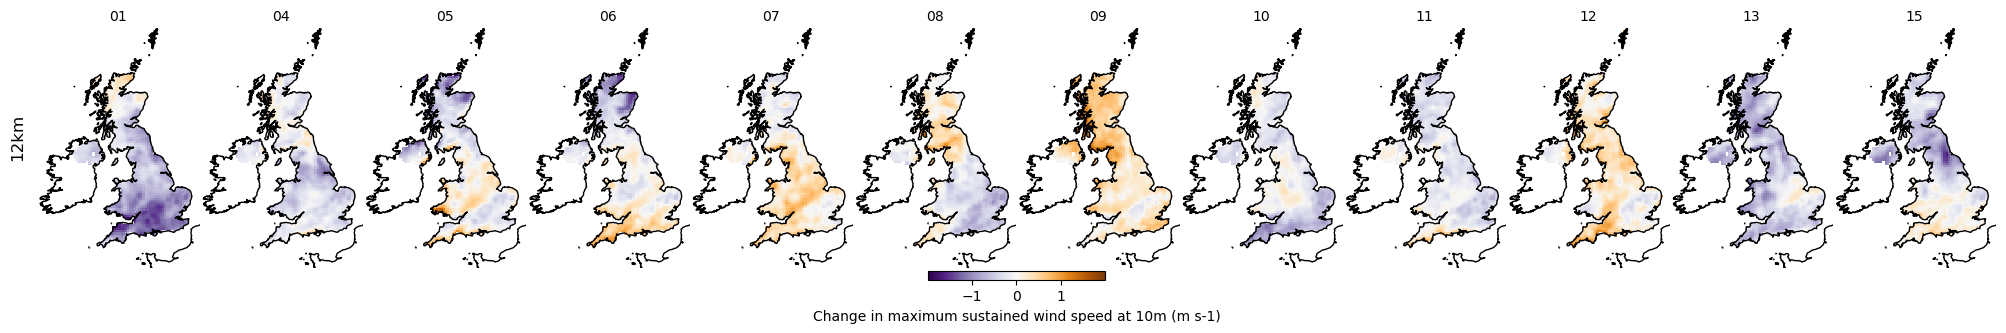 01 04 05 06 07 08 09 10 11 12 13 15
12km
−1 0 1
Change in maximum sustained wind speed at 10m (m s-1)